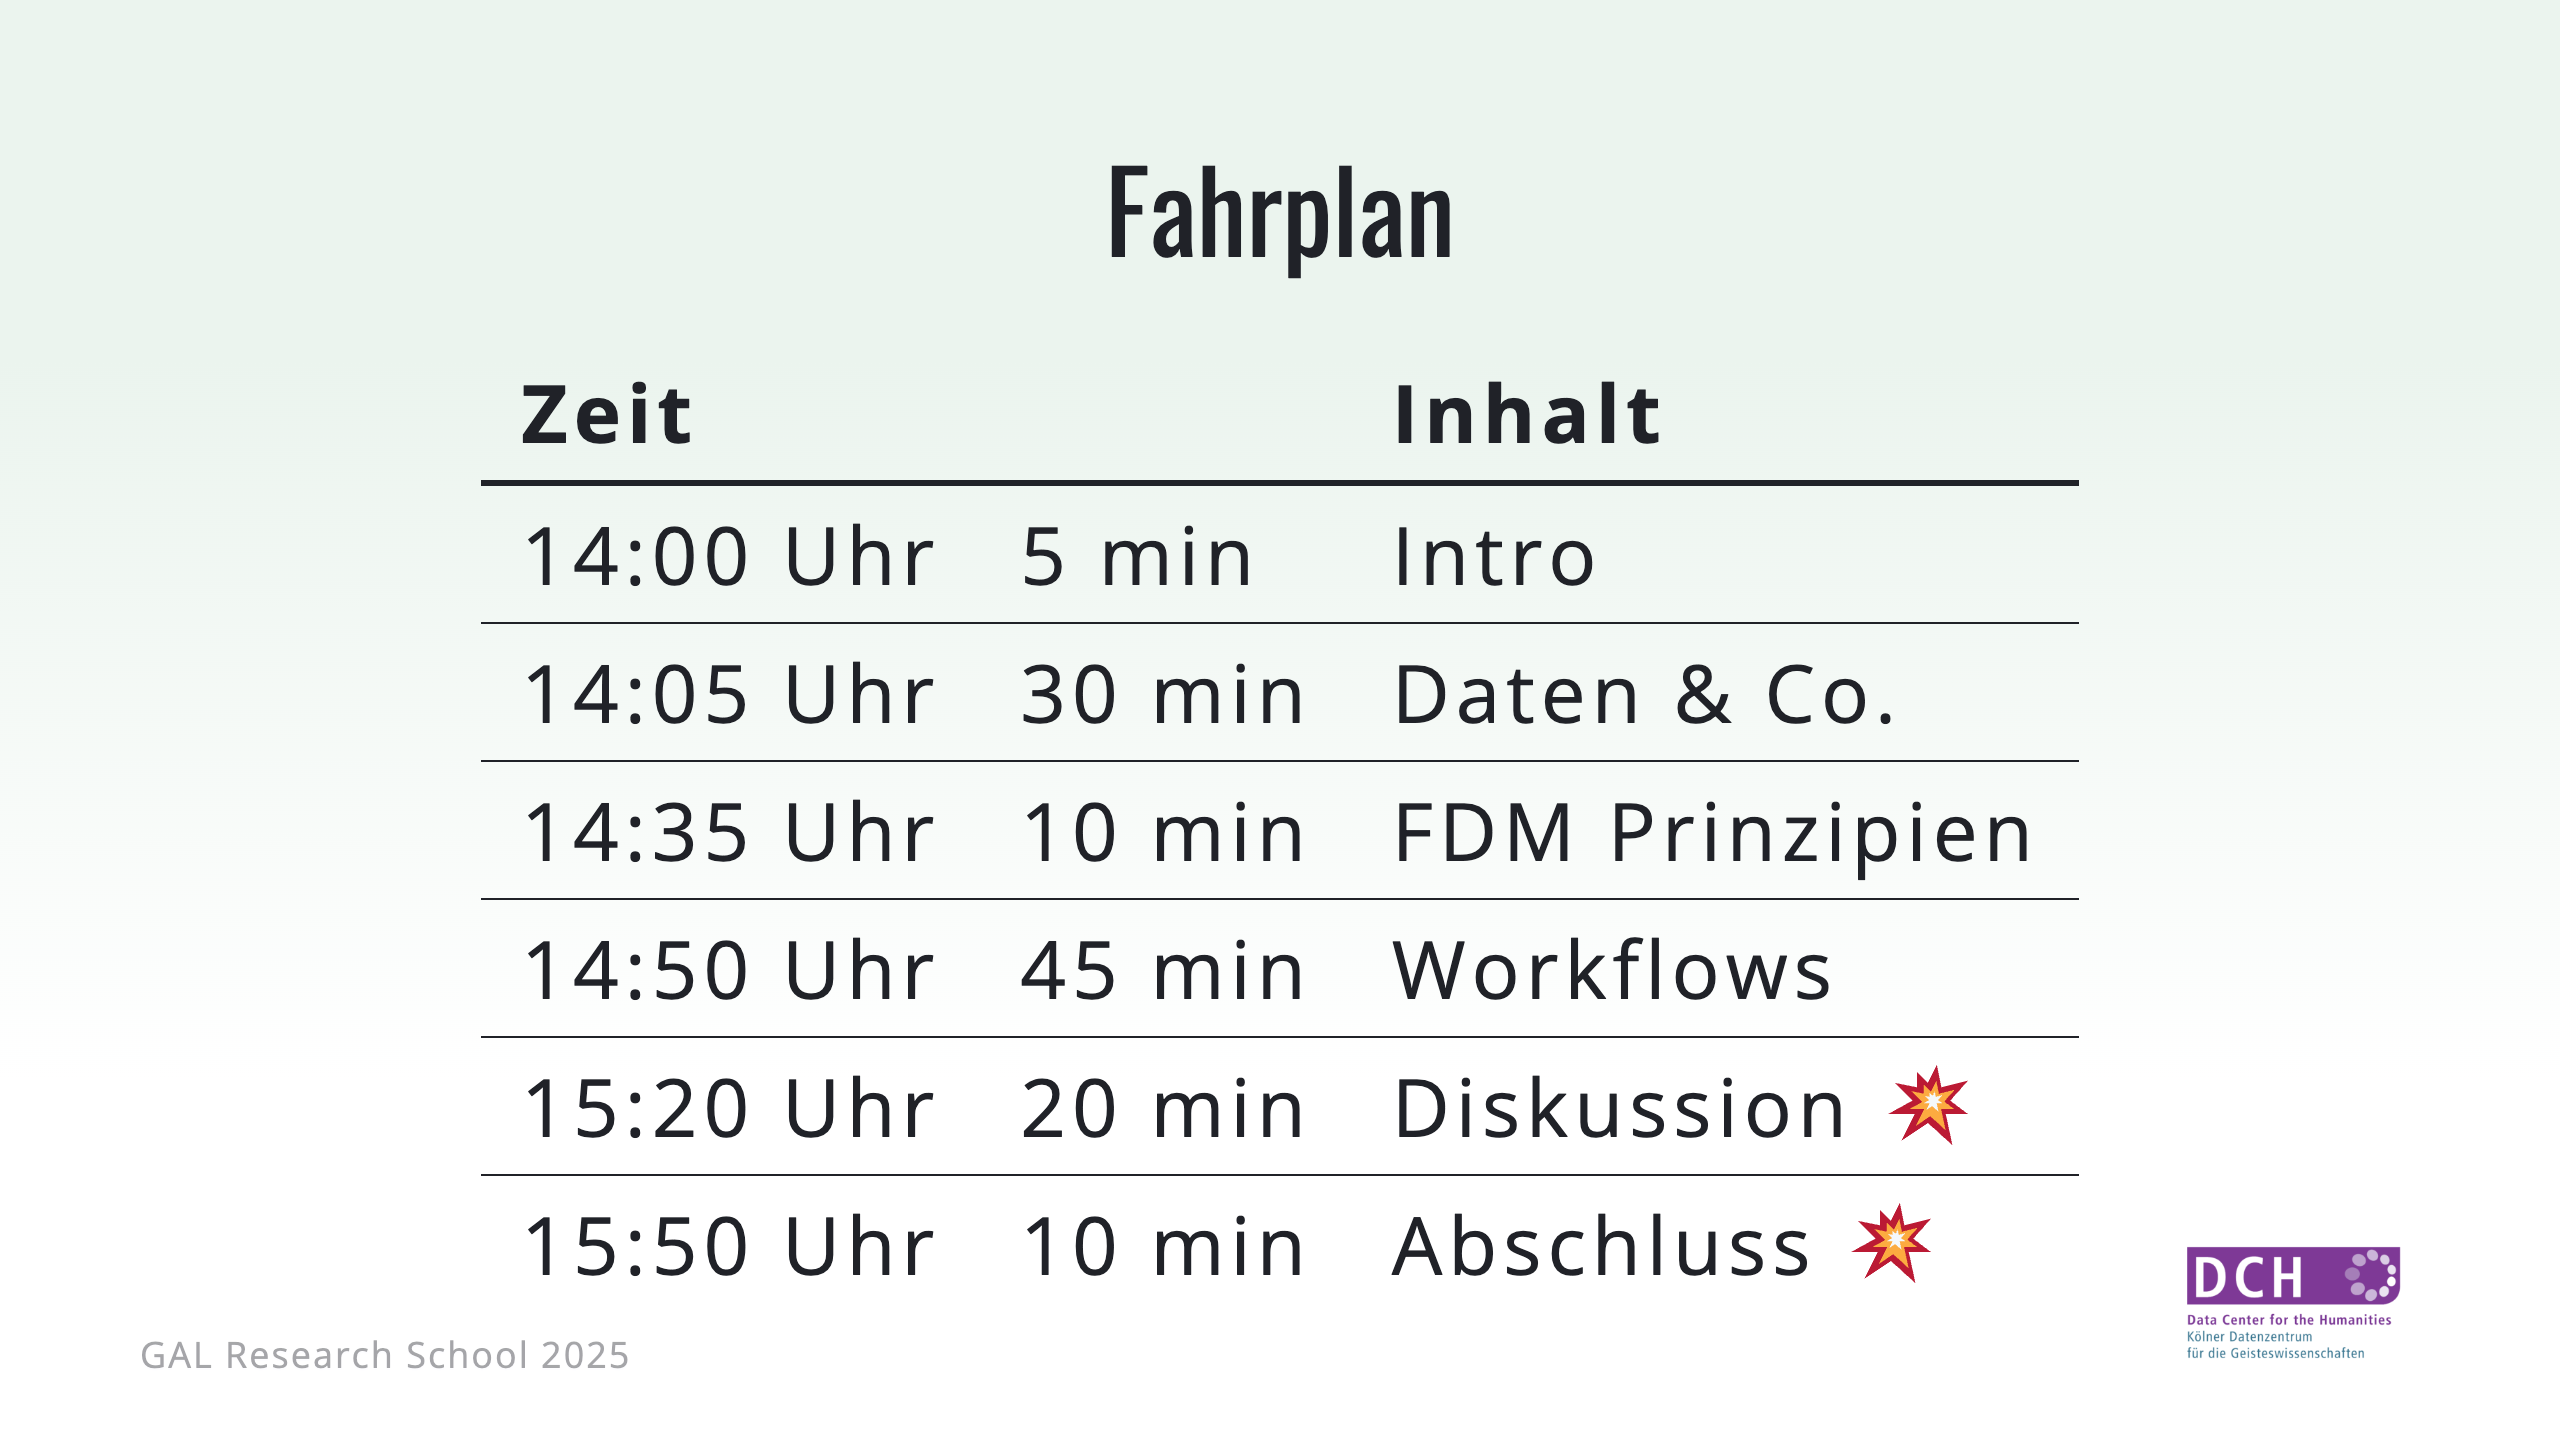 Fahrplan
Zeit Inhalt
14:00 Uhr 5 min Intro
14:05 Uhr 30 min Daten & Co.
14:35 Uhr 10 min FDM Prinzipien
14:50 Uhr 45 min Workflows
15:20 Uhr 20 min Diskussion 💥
15:50 Uhr 10 min Abschluss 💥
GAL Research School 2025
DCH
Data Center for the Humanities
Kölner Datenzentrum
für die Geisteswissenschaften